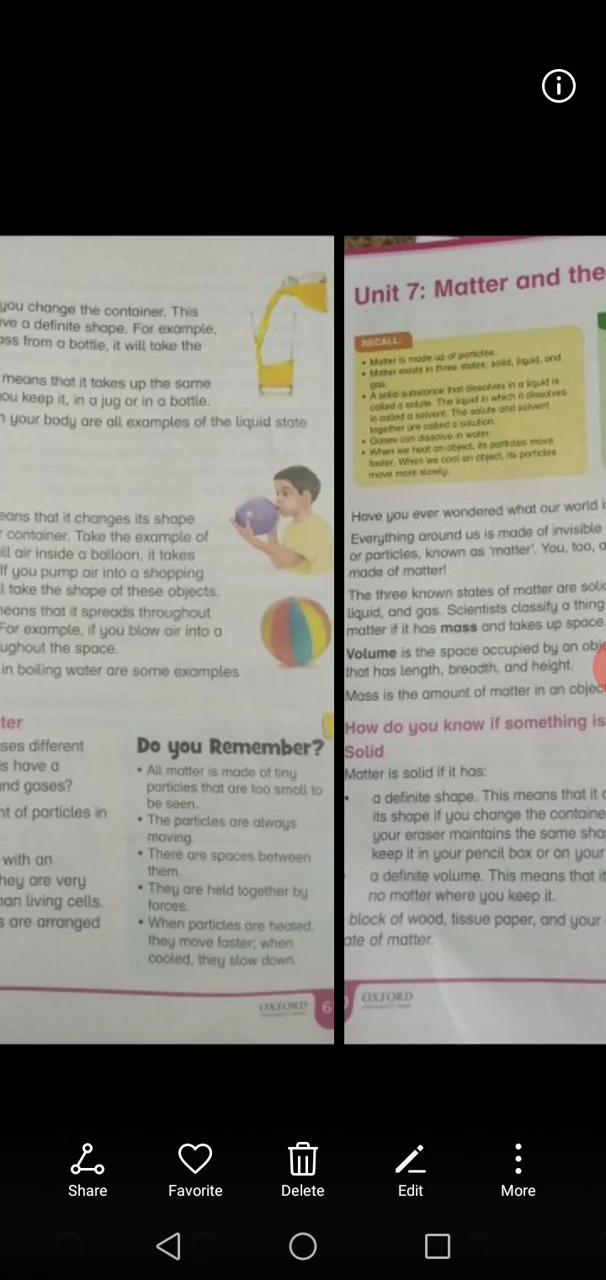 you change the container. This
ve a definite shape. For example,
ass from a bottle, it will take the
means that it takes up the same
ou keep it, in a jug or in a bottle.
n your body are all examples of the liquid state
eans that it changes its shape
r container. Take the example of
ill air inside a balloon, it takes
If you pump air into a shopping
l take the shape of these objects.
neans that it spreads throughout
For example, if you blow air into a
ughout the space.
in boiling water are some examples
ter
ses different
is have a
and gases?
nt of particles in
with an
hey are very
nan living cells.
s are arranged
Do you Remember?
• All matter is made of tiny
particles that are too small to
be seen.
• The particles are always
moving.
• There are spaces between
them.
• They are held together by
forces.
• When particles are heated,
they move faster; when
cooled, they slow down.
OXFORD
UNIVERSITY PRESS
6
Unit 7: Matter and the
RECALL:
• Matter is made up of particles.
• Matter exists in three states: solid, liquid, and
gas.
• A solid substance that dissolves in a liquid is
called a solute. The liquid in which it dissolves
is called a solvent. The solute and solvent
together are called a solution.
• Gases can dissolve in water.
• When we heat an object, its particles move
faster. When we cool an object, its particles
move more slowly.
Have you ever wondered what our world i
Everything around us is made of invisible
or particles, known as 'matter'. You, too, a
made of matter!
The three known states of matter are solid
liquid, and gas. Scientists classify a thing
matter if it has mass and takes up space
Volume is the space occupied by an obje
that has length, breadth, and height.
Mass is the amount of matter in an object
How do you know if something is
Solid
Matter is solid if it has:
• a definite shape. This means that it
its shape if you change the containe
your eraser maintains the same sha
keep it in your pencil box or on your
a definite volume. This means that it
no matter where you keep it.
block of wood, tissue paper, and your
ate of matter.
OXFORD
UNIVERSITY PRESS
Share Favorite Delete Edit More